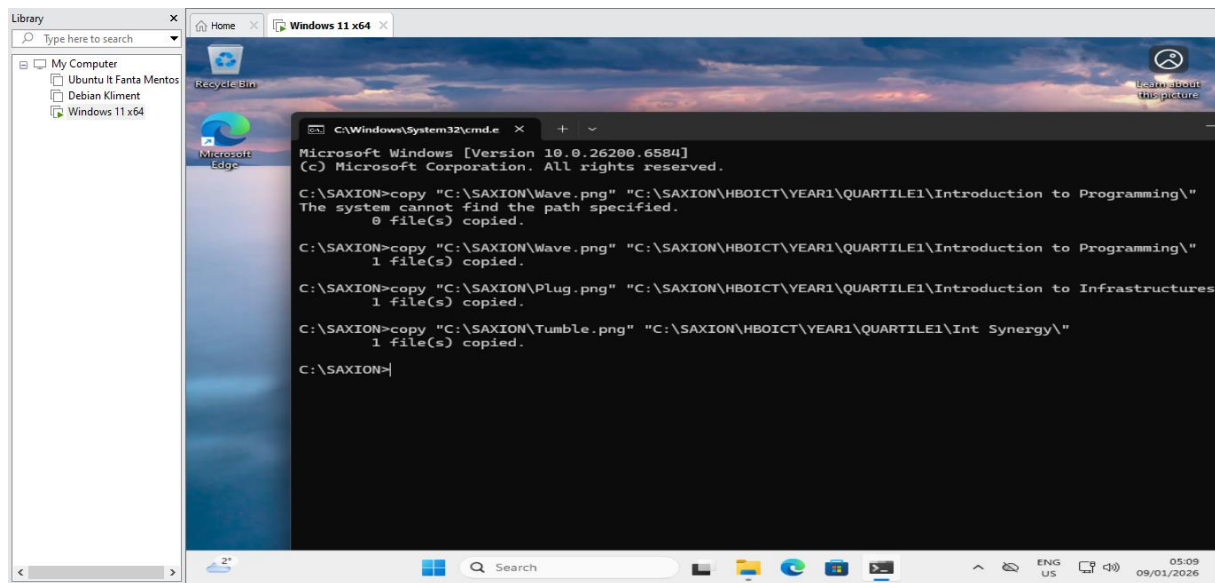 Library
Type here to search
My Computer
Ubuntu It Fanta Mentos
Debian Kliment
Windows 11 x64
Home
Windows 11 x64
Recycle Bin
Learn about
this picture
Microsoft
Edge
C:\Windows\System32\cmd.e
Microsoft Windows [Version 10.0.26200.6584]
(c) Microsoft Corporation. All rights reserved.
C:\SAXION>copy "C:\SAXION\Wave.png" "C:\SAXION\HBOICT\YEAR1\QUARTILE1\Introduction to Programming\"
The system cannot find the path specified.
0 file(s) copied.
C:\SAXION>copy "C:\SAXION\Wave.png" "C:\SAXION\HBOICT\YEAR1\QUARTILE1\Introduction to Programming\"
1 file(s) copied.
C:\SAXION>copy "C:\SAXION\Plug.png" "C:\SAXION\HBOICT\YEAR1\QUARTILE1\Introduction to Infrastructures
1 file(s) copied.
C:\SAXION>copy "C:\SAXION\Tumble.png" "C:\SAXION\HBOICT\YEAR1\QUARTILE1\Int Synergy\"
1 file(s) copied.
C:\SAXION>
2°
Search
ENG
US
05:09
09/01/2026